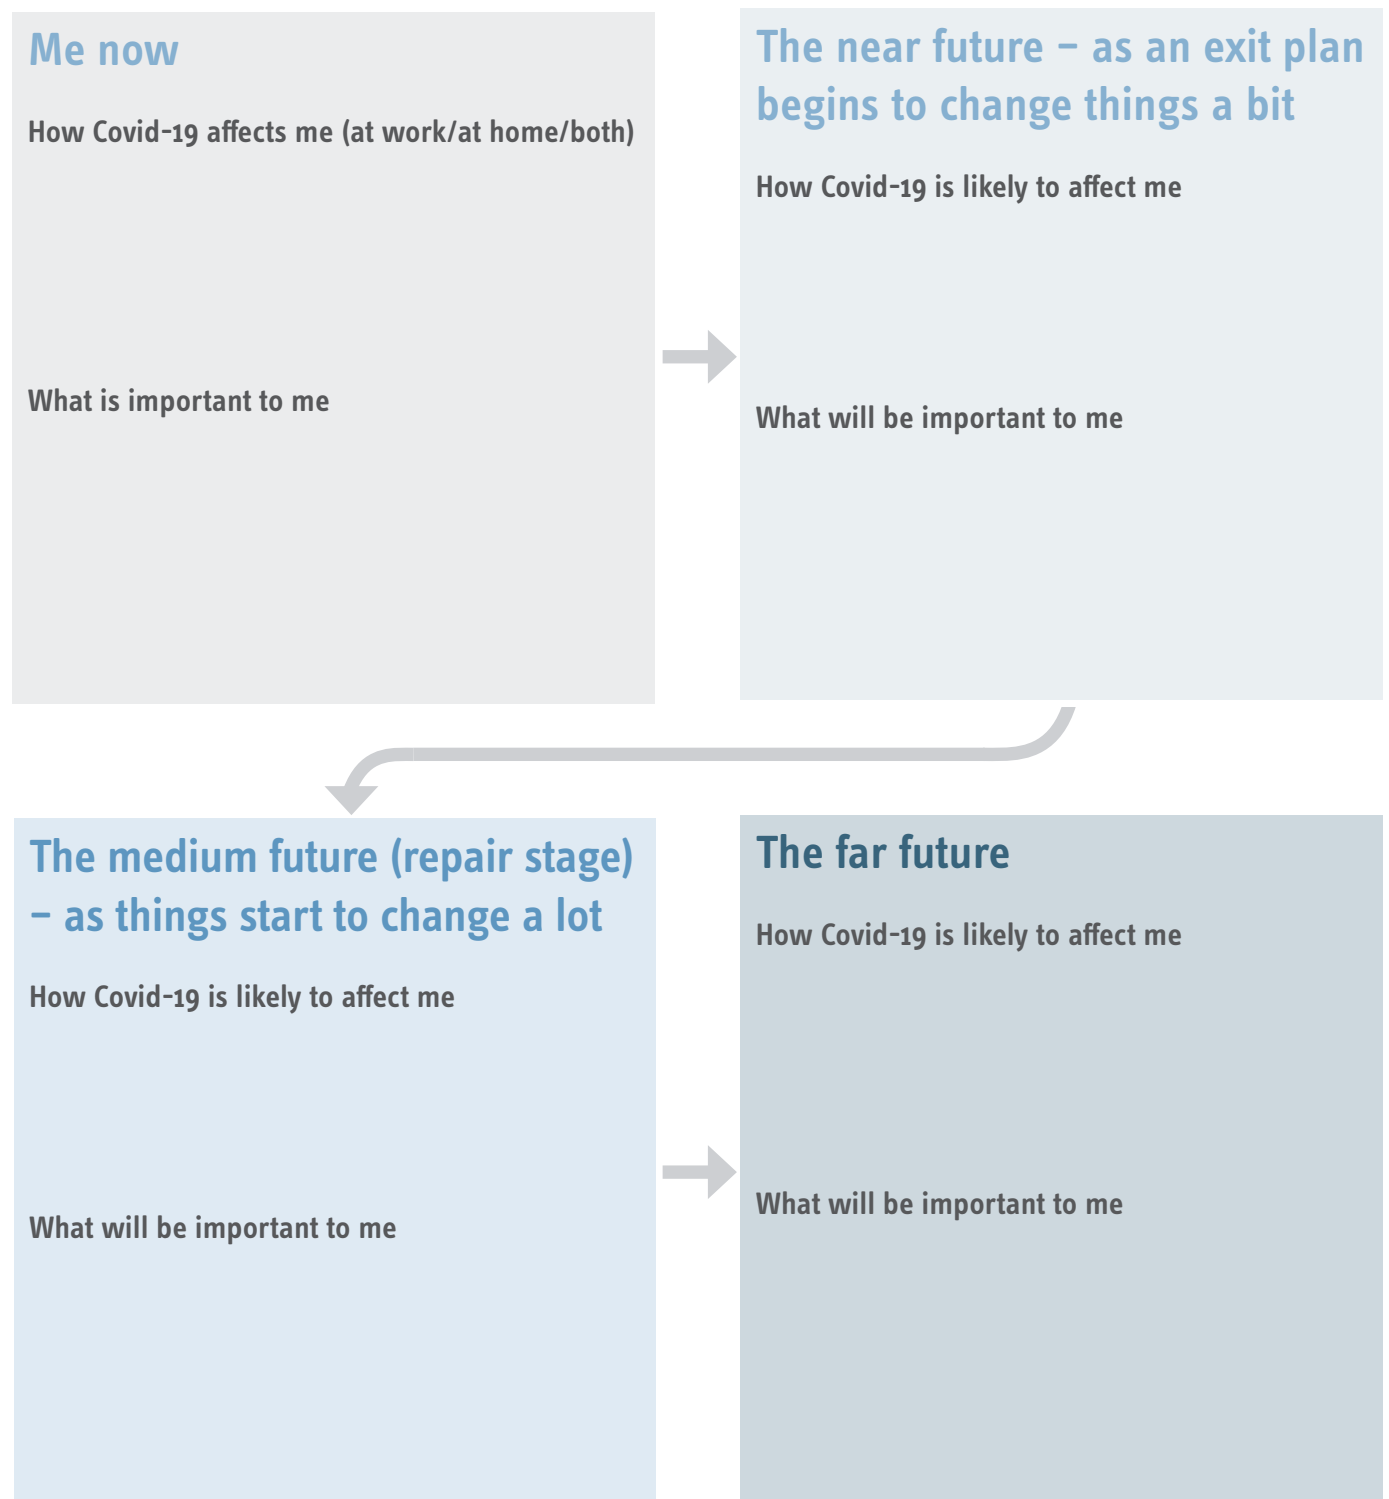 Me now
How Covid-19 affects me (at work/at home/both)
What is important to me
The near future – as an exit plan
begins to change things a bit
How Covid-19 is likely to affect me
What will be important to me
The medium future (repair stage)
– as things start to change a lot
How Covid-19 is likely to affect me
What will be important to me
The far future
How Covid-19 is likely to affect me
What will be important to me